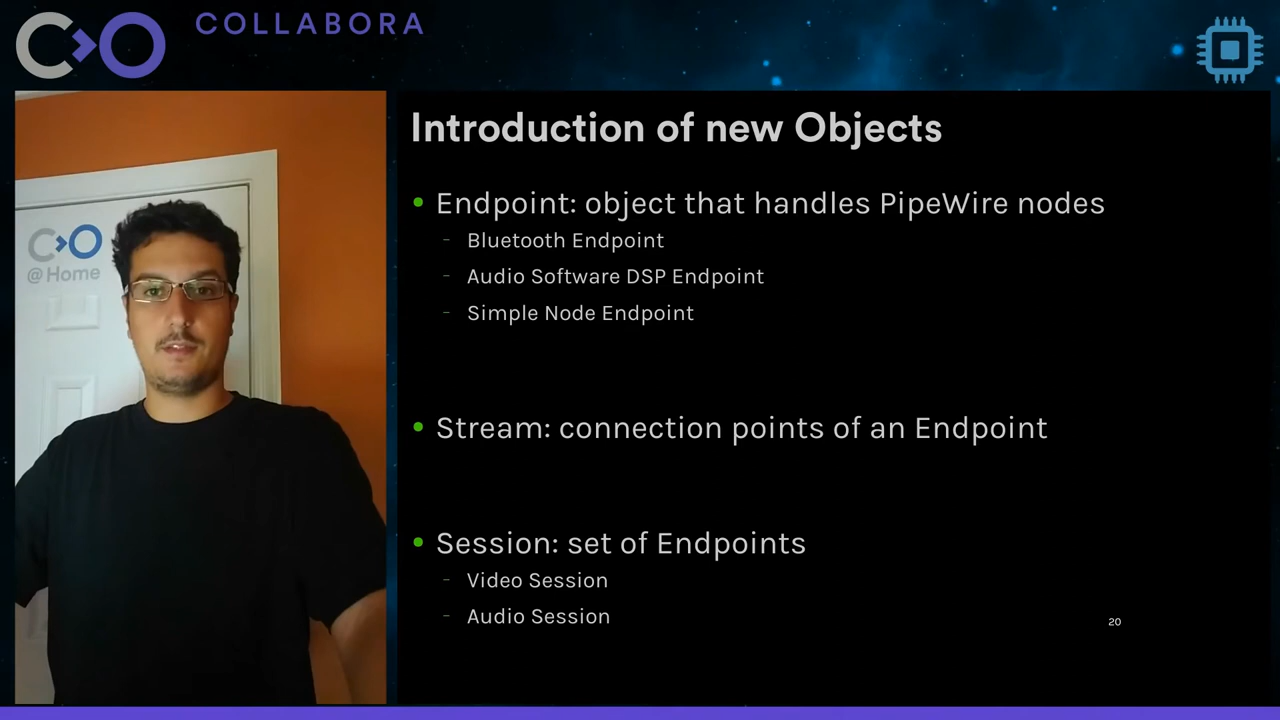 COLLABORA
@Home
Introduction of new Objects
Endpoint: object that handles PipeWire nodes
- Bluetooth Endpoint
- Audio Software DSP Endpoint
- Simple Node Endpoint
Stream: connection points of an Endpoint
Session: set of Endpoints
- Video Session
- Audio Session
20